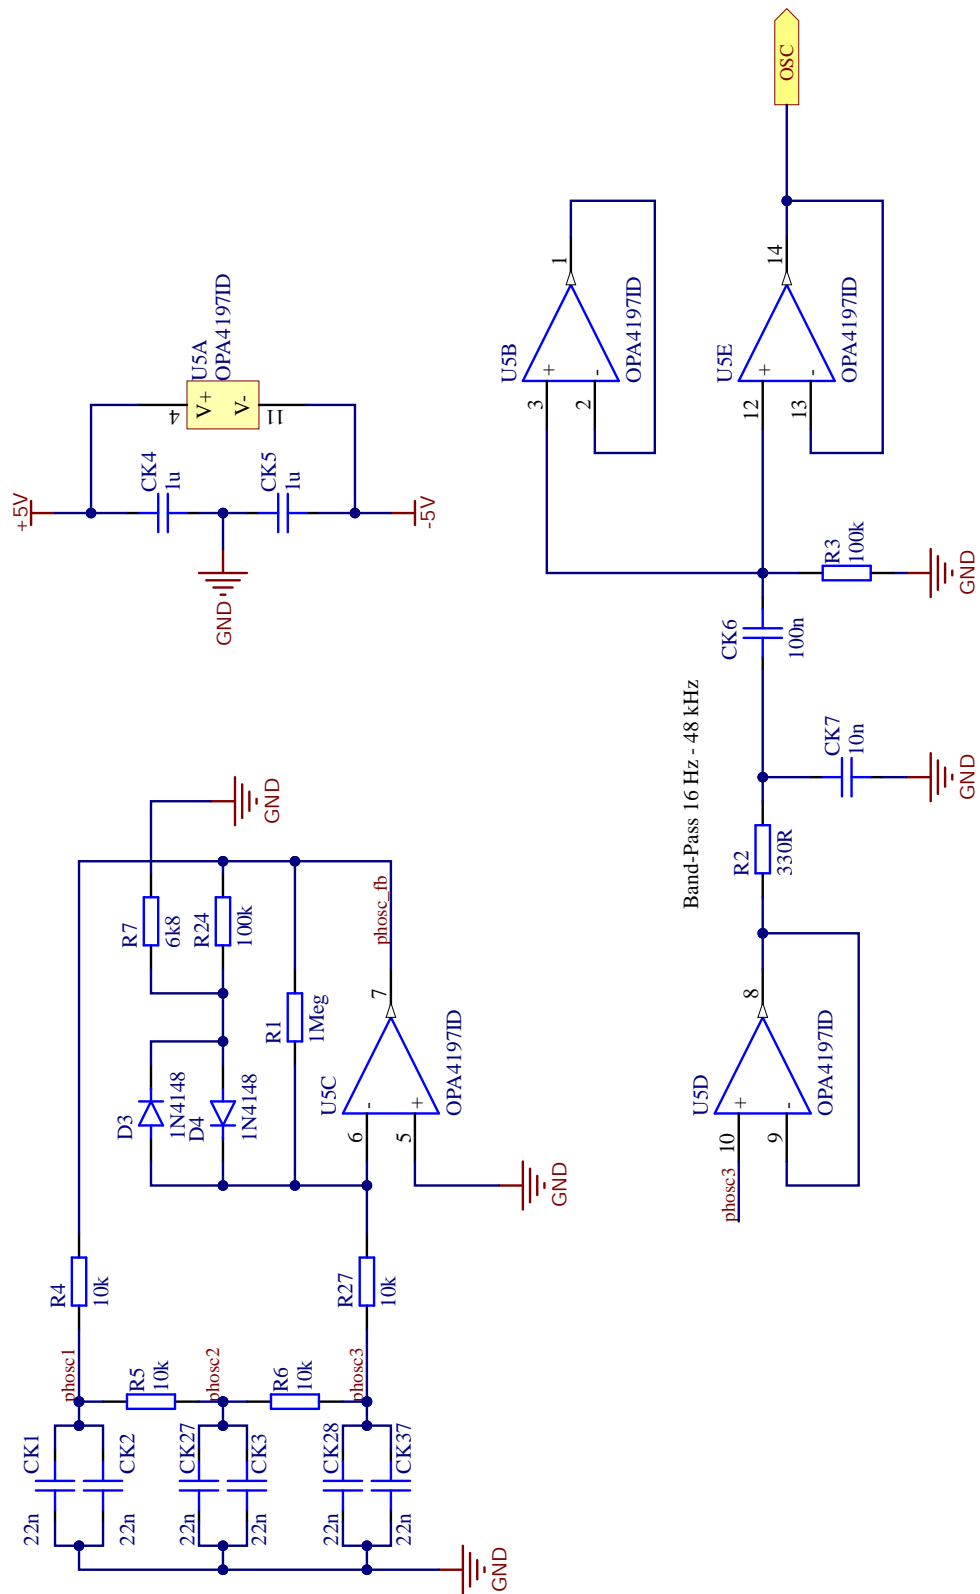 phosc1
R4
10k
CK1
22n
CK2
22n
R5
10k
phosc2
CK27
22n
CK3
22n
R6
10k
phosc3
CK28
22n
CK37
22n
GND
R27
10k
D3
1N4148
D4
1N4148
R7
6k8
GND
R24
100k
R1
1Meg
U5C
6
-
5
+
7
OPA4197ID
phosc_fb
GND
+5V
CK4
1u
CK5
1u
-5V
GND
4
V+
V-
11
U5A
OPA4197ID
phosc3
10
+
9
-
8
U5D
OPA4197ID
Band-Pass 16 Hz - 48 kHz
R2
330R
CK7
10n
GND
CK6
100n
R3
100k
GND
U5B
3
+
2
-
1
OPA4197ID
U5E
12
+
13
-
14
OPA4197ID
OSC